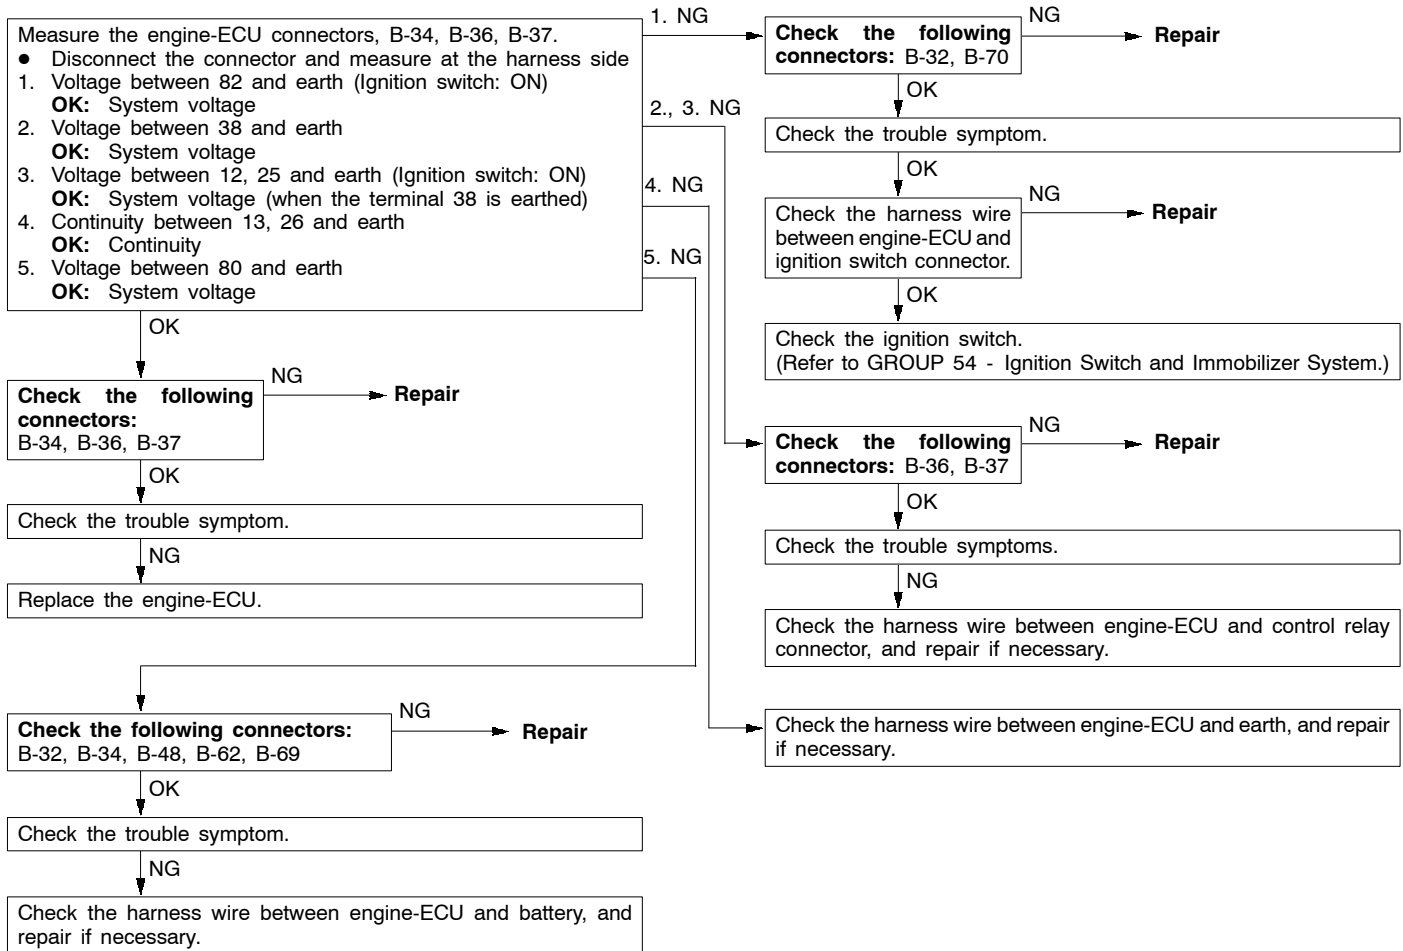 Measure the engine-ECU connectors, B-34, B-36, B-37.
● Disconnect the connector and measure at the harness side
1. Voltage between 82 and earth (Ignition switch: ON)
OK: System voltage
2. Voltage between 38 and earth
OK: System voltage
3. Voltage between 12, 25 and earth (Ignition switch: ON)
OK: System voltage (when the terminal 38 is earthed)
4. Continuity between 13, 26 and earth
OK: Continuity
5. Voltage between 80 and earth
OK: System voltage
OK
Check the following
connectors:
B-34, B-36, B-37
NG
Repair
OK
Check the trouble symptom.
NG
Replace the engine-ECU.
1. NG
Check the following
connectors: B-32, B-70
NG
Repair
OK
Check the trouble symptom.
OK
Check the harness wire
between engine-ECU and
ignition switch connector.
NG
Repair
OK
Check the ignition switch.
(Refer to GROUP 54 - Ignition Switch and Immobilizer System.)
2., 3. NG
Check the following
connectors: B-36, B-37
NG
Repair
OK
Check the trouble symptoms.
NG
Check the harness wire between engine-ECU and control relay
connector, and repair if necessary.
4. NG
Check the harness wire between engine-ECU and earth, and repair
if necessary.
5. NG
Check the following connectors:
B-32, B-34, B-48, B-62, B-69
NG
Repair
OK
Check the trouble symptom.
NG
Check the harness wire between engine-ECU and battery, and
repair if necessary.